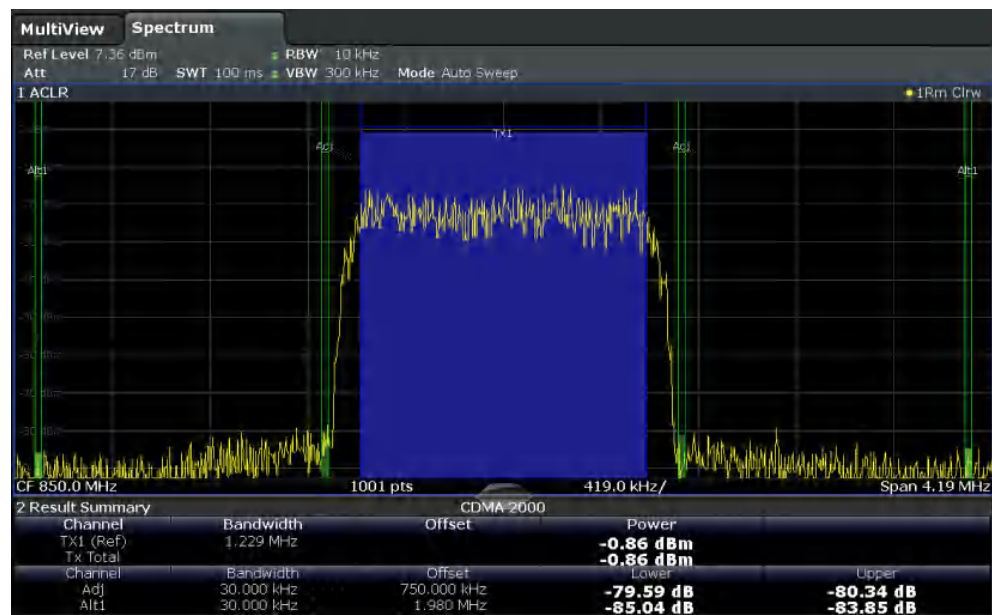 MultiView Spectrum
Ref Level 7.36 dBm RBW 10 kHz
Att 17 dB SWT 100 ms VBW 300 kHz Mode Auto Sweep
1 ACLR 1Rm Clrw
TX1
Adj Adj
Alt1 Alt1
CF 850.0 MHz 1001 pts 419.0 kHz/ Span 4.19 MHz
2 Result Summary CDMA 2000
Channel Bandwidth Offset Power
TX1 (Ref) 1.229 MHz -0.86 dBm
Tx Total -0.86 dBm
Channel Bandwidth Offset Lower Upper
Adj 30.000 kHz 750.000 kHz -79.59 dB -80.34 dB
Alt1 30.000 kHz 1.980 MHz -85.04 dB -83.85 dB